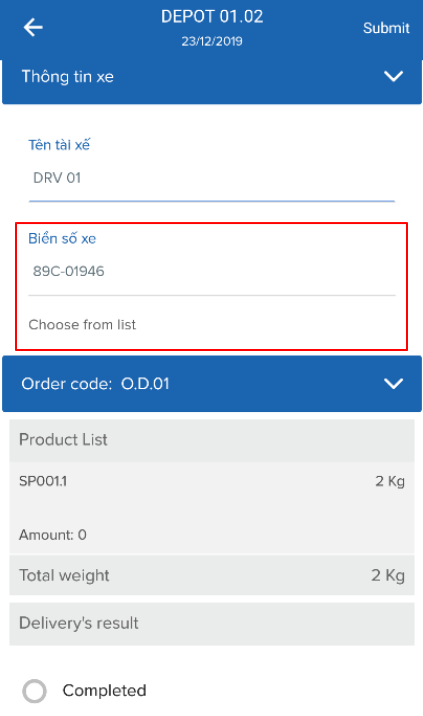 DEPOT 01.02
Submit
23/12/2019
Thông tin xe
Tên tài xế
DRV 01
Biển số xe
89C-01946
Choose from list
Order code: O.D.01
Product List
SP001.1 2 Kg
Amount: 0
Total weight 2 Kg
Delivery's result
Completed